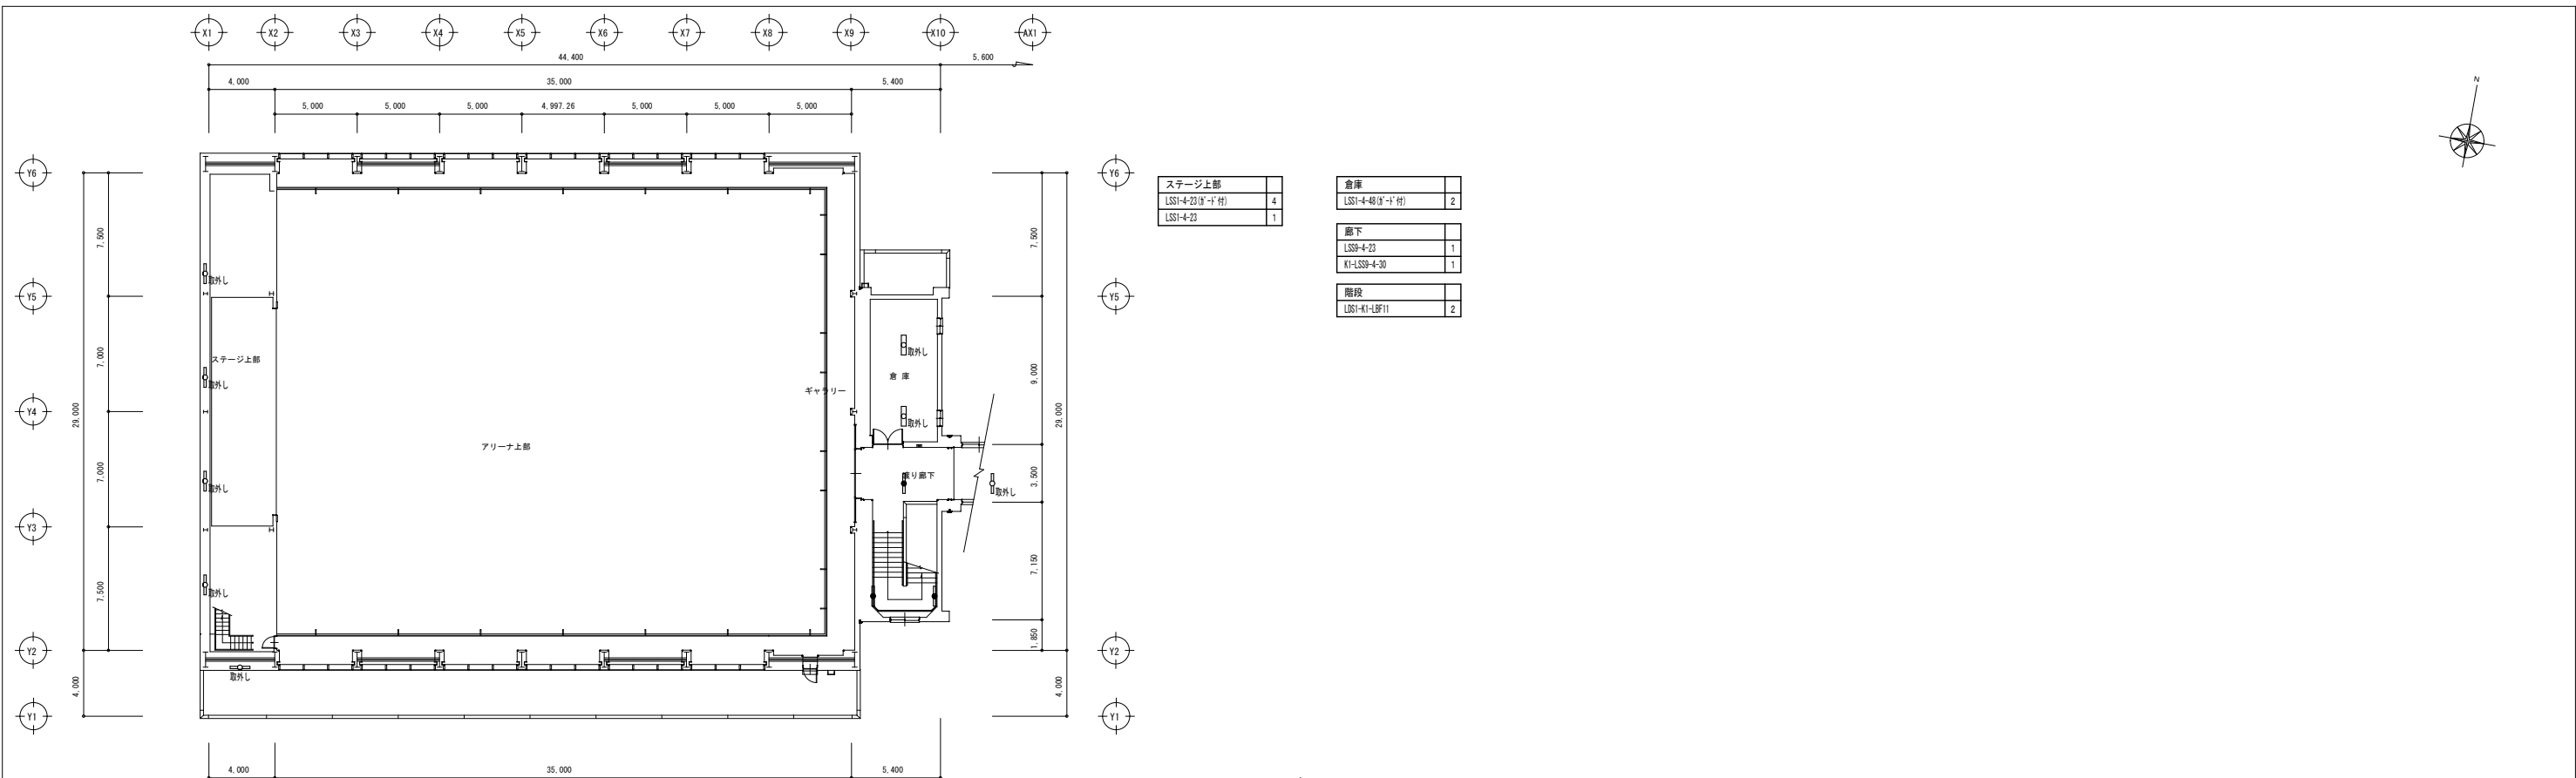 X1 X2 X3 X4 X5 X6 X7 X8 X9 X10 AX1
44,400 5,600
4,000 35,000 5,400
5,000 5,000 5,000 4,997.26 5,000 5,000 5,000
N
Y6 Y6
ステージ上部
LSS1-4-23(ｶﾞｰﾄﾞ付) 4
LSS1-4-23 1
倉庫
LSS1-4-48(ｶﾞｰﾄﾞ付) 2
廊下
LSS9-4-23 1
K1-LSS9-4-30 1
階段
LDS1-K1-LBF11 2
7,500 7,500
取外し
Y5 Y5
取外し
7,000 ステージ上部
取外し
倉 庫
9,000
ギャラリー
Y4 Y4
29,000 29,000
取外し
アリーナ上部
7,000
渡り廊下
3,500
取外し
取外し
Y3
7,150
7,500
取外し
1,850
Y2 Y2
取外し
4,000 4,000
Y1 Y1
4,000 35,000 5,400